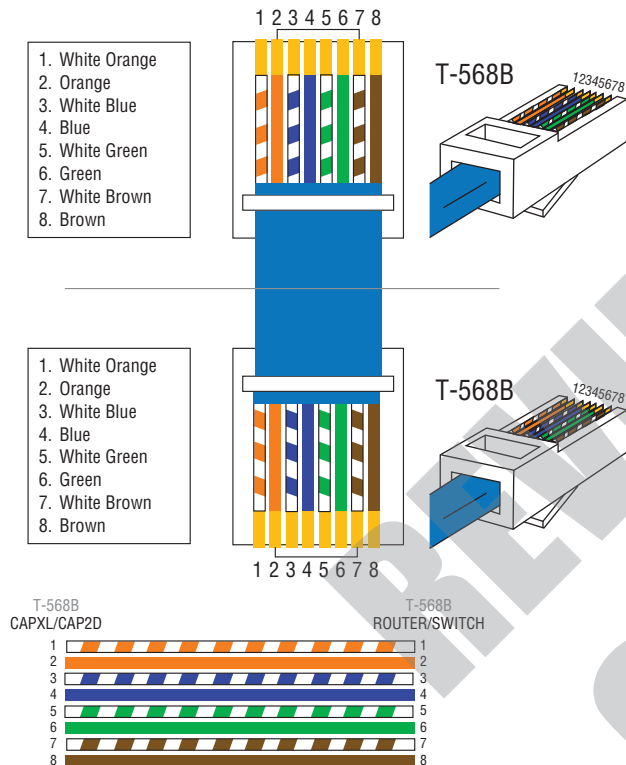 1 2 3 4 5 6 7 8
1. White Orange
2. Orange
3. White Blue
4. Blue
5. White Green
6. Green
7. White Brown
8. Brown
T-568B
12345678
1. White Orange
2. Orange
3. White Blue
4. Blue
5. White Green
6. Green
7. White Brown
8. Brown
T-568B
12345678
1 2 3 4 5 6 7 8
T-568B
CAPXL/CAP2D
T-568B
ROUTER/SWITCH
1 1
2 2
3 3
4 4
5 5
6 6
7 7
8 8